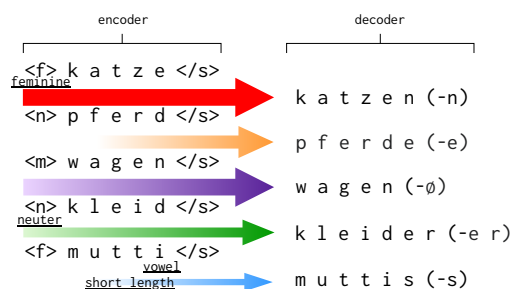 encoder decoder
<f> k a t z e </s>
feminine
k a t z e n (-n)
<n> p f e r d </s>
p f e r d e (-e)
<m> w a g e n </s>
w a g e n (-∅)
<n> k l e i d </s>
neuter
k l e i d e r (-e r)
<f> m u t t i </s>
vowel
short length
m u t t i s (-s)